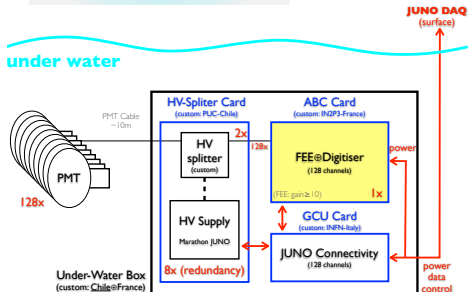 JUNO DAQ
(surface)
under water
HV-Spliter Card
(custom: PUC-Chile)
ABC Card
(custom: IN2P3-France)
PMT Cable
~10m
2x
128x
HV
splitter
(custom)
FEE⊕Digitiser
(128 channels)
power
PMT
128x
(FEE: gain≥10)
1x
HV Supply
Marathon JUNO
GCU Card
(custom: INFN-Italy)
JUNO Connectivity
(128 channels)
8x (redundancy)
power
data
control
Under-Water Box
(custom: Chile⊕France)